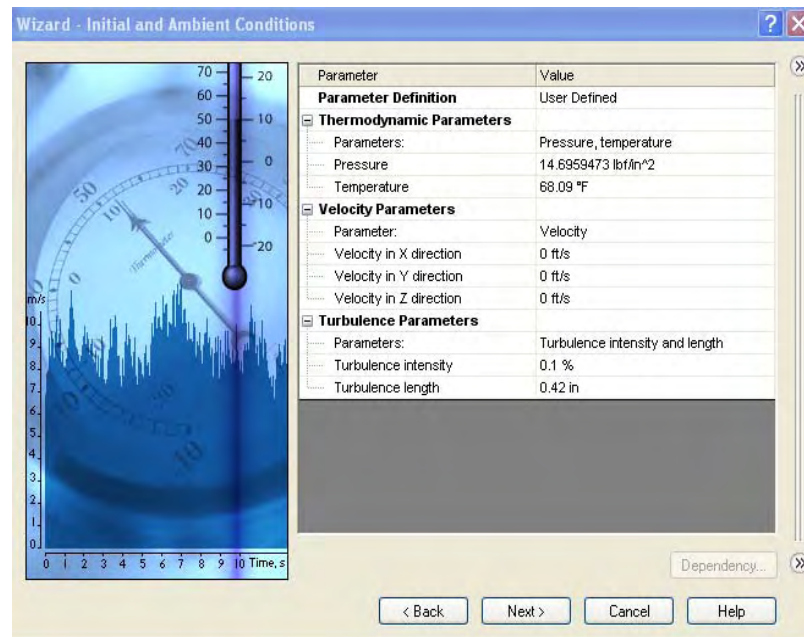 Wizard - Initial and Ambient Conditions
?
70
60
50
40
30
20
10
0
20
10
0
-10
-20
Thermometer
m/s
10
9
8
7
6
5
4
3
2
1
0
0 1 2 3 4 5 6 7 8 9 10 Time, s
Parameter Value
Parameter Definition User Defined
Thermodynamic Parameters
Parameters: Pressure, temperature
Pressure 14.6959473 lbf/in^2
Temperature 68.09 °F
Velocity Parameters
Parameter: Velocity
Velocity in X direction 0 ft/s
Velocity in Y direction 0 ft/s
Velocity in Z direction 0 ft/s
Turbulence Parameters
Parameters: Turbulence intensity and length
Turbulence intensity 0.1 %
Turbulence length 0.42 in
Dependency...
< Back Next > Cancel Help